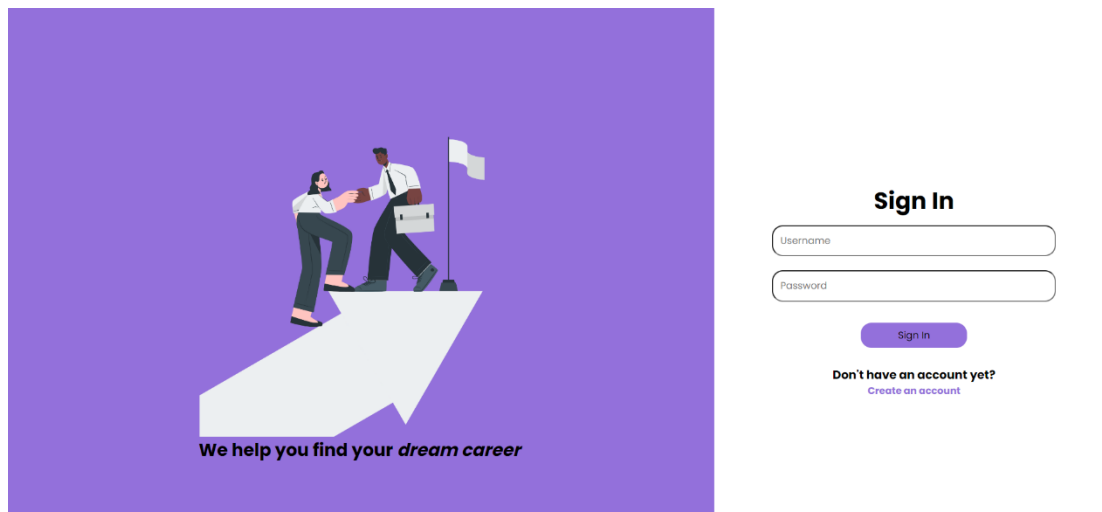 We help you find your dream career
Sign In
Username
Password
Sign In
Don't have an account yet?
Create an account